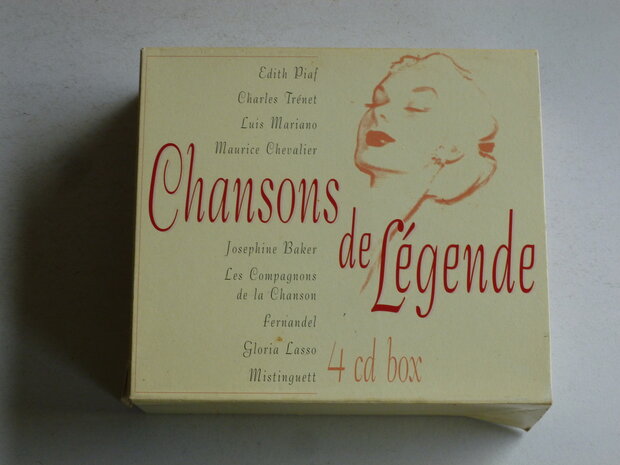 Edith Piaf
Charles Trénet
Luis Mariano
Maurice Chevalier
Chansons
de Légende
Josephine Baker
Les Compagnons
de la Chanson
Fernandel
Gloria Lasso
Mistinguett
4 cd box